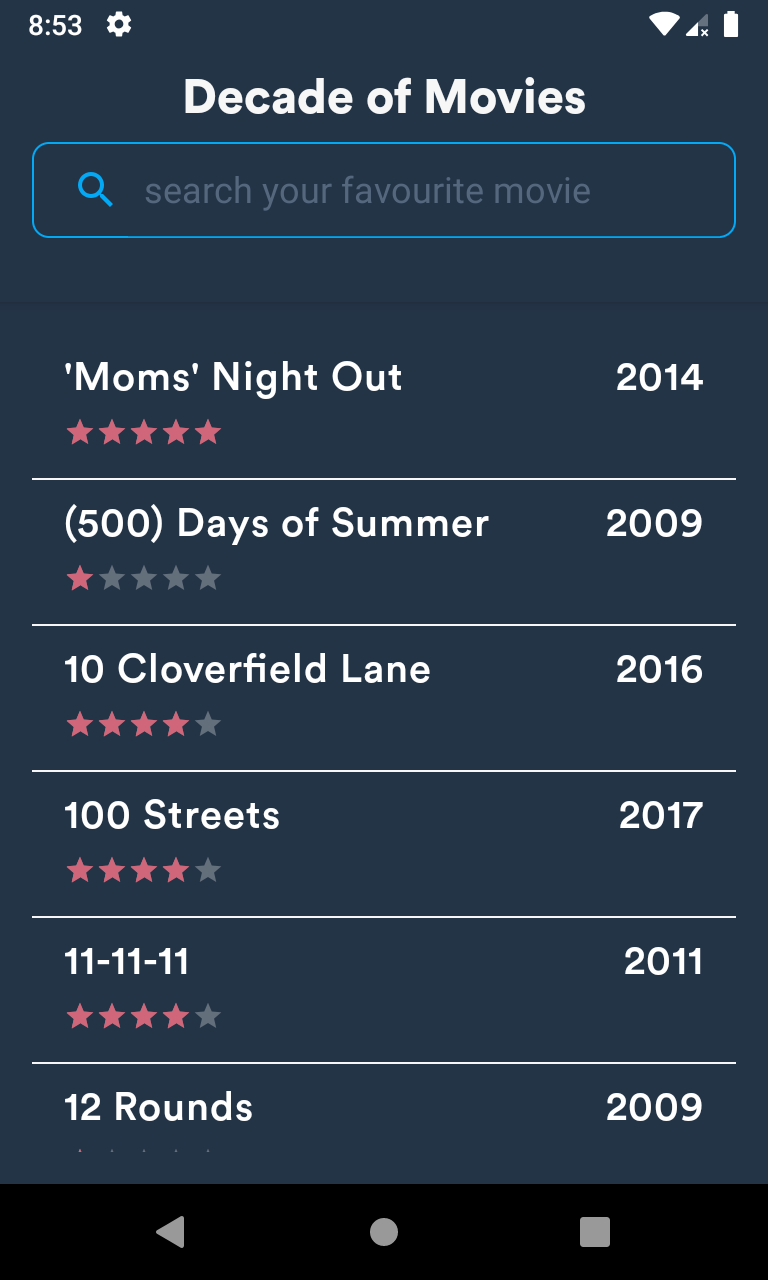 8:53
Decade of Movies
search your favourite movie
'Moms' Night Out 2014
(500) Days of Summer 2009
10 Cloverfield Lane 2016
100 Streets 2017
11-11-11 2011
12 Rounds 2009